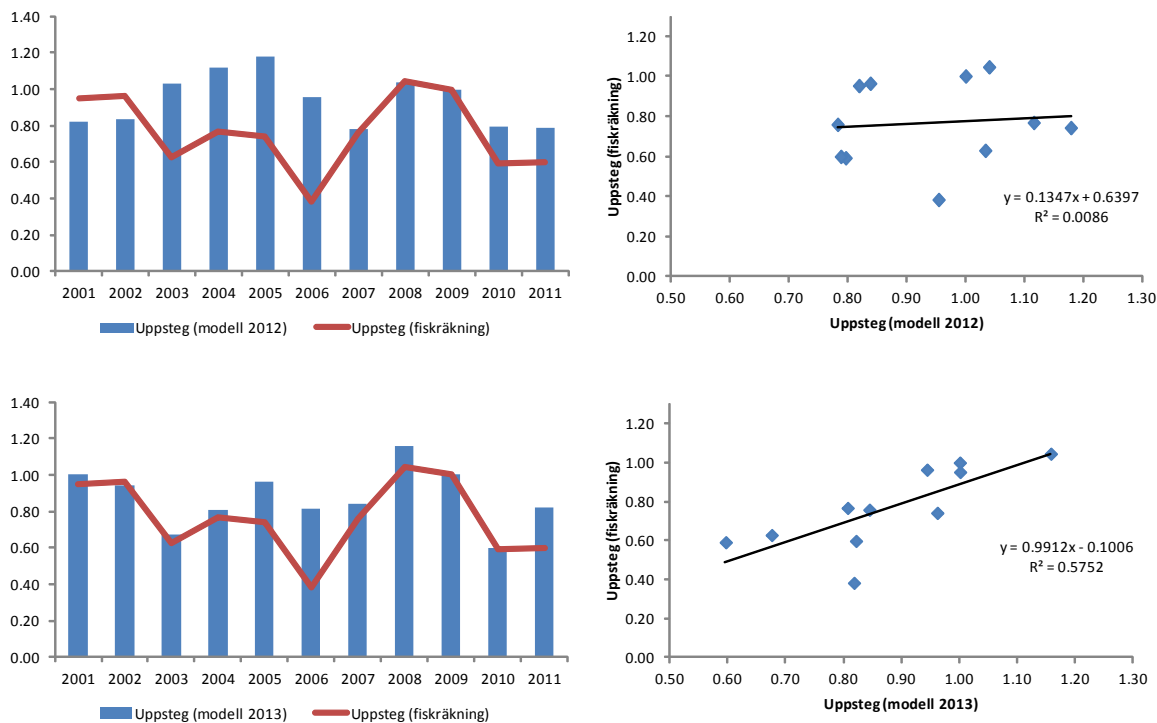 1.40
1.20
1.00
0.80
0.60
0.40
0.20
0.00
2001 2002 2003 2004 2005 2006 2007 2008 2009 2010 2011
Uppsteg (modell 2012) Uppsteg (fiskräkning)
Uppsteg (fiskräkning)
1.20
1.00
0.80
0.60
0.40
0.20
0.00
y = 0.1347x + 0.6397
R² = 0.0086
0.50 0.60 0.70 0.80 0.90 1.00 1.10 1.20 1.30
Uppsteg (modell 2012)
1.40
1.20
1.00
0.80
0.60
0.40
0.20
0.00
2001 2002 2003 2004 2005 2006 2007 2008 2009 2010 2011
Uppsteg (modell 2013) Uppsteg (fiskräkning)
Uppsteg (fiskräkning)
1.20
1.00
0.80
0.60
0.40
0.20
0.00
y = 0.9912x - 0.1006
R² = 0.5752
0.50 0.60 0.70 0.80 0.90 1.00 1.10 1.20 1.30
Uppsteg (modell 2013)